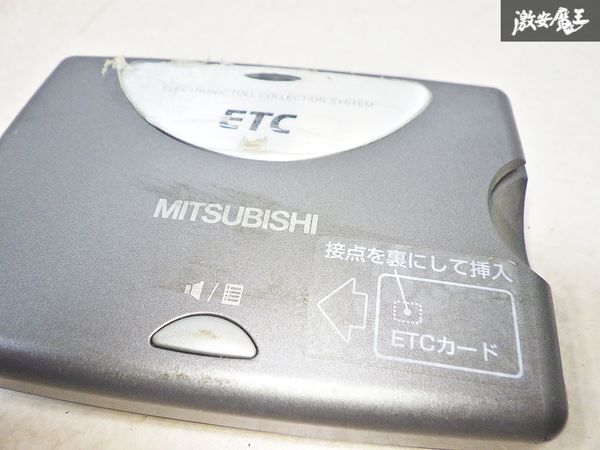 激安魔王
ELECTRONIC TOLL COLLECTION SYSTEM
ETC
MITSUBISHI
接点を裏にして挿入
/
ETCカード